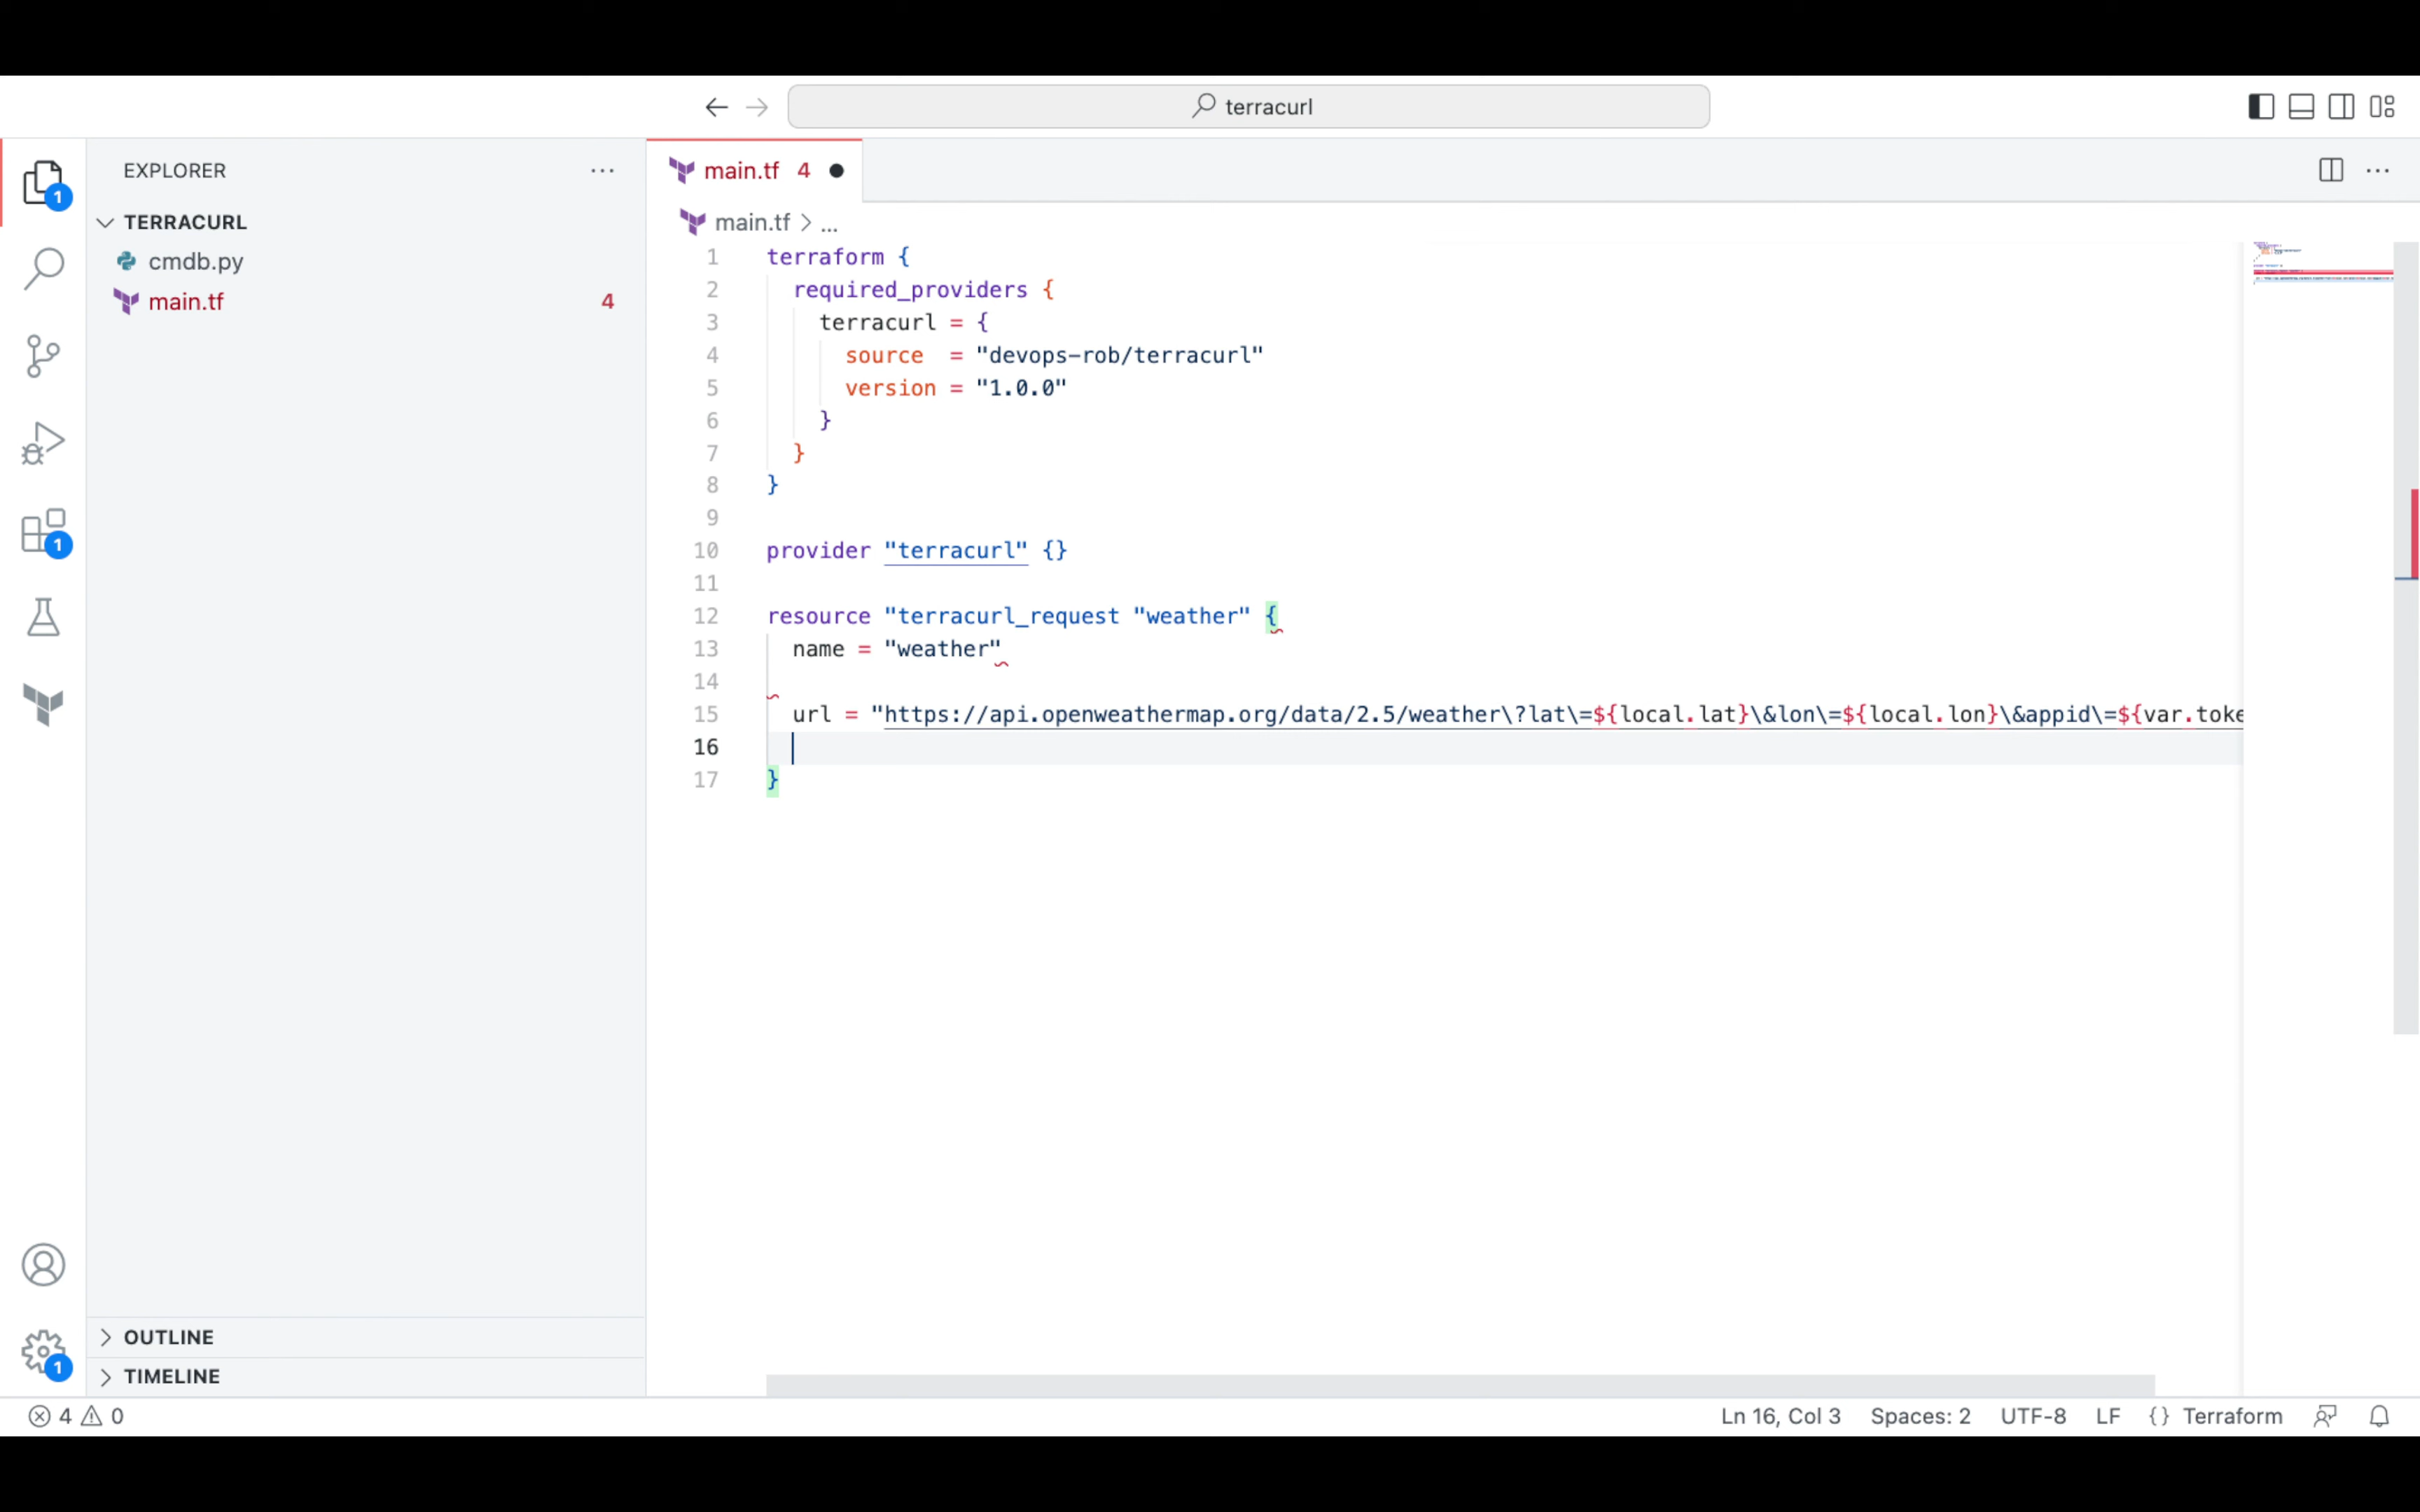 terracurl
EXPLORER
main.tf 4
1
TERRACURL
main.tf > ...
cmdb.py
main.tf 4
1 terraform {
2 required_providers {
3 terracurl = {
4 source = "devops-rob/terracurl"
5 version = "1.0.0"
6 }
7 }
8 }
9
10 provider "terracurl" {}
11
12 resource "terracurl_request "weather" {
13 name = "weather"
14
15 url = "https://api.openweathermap.org/data/2.5/weather\?lat\=${local.lat}\&lon\=${local.lon}\&appid\=${var.toke
16
17 }
1
OUTLINE
1
TIMELINE
4 0
Ln 16, Col 3 Spaces: 2 UTF-8 LF {} Terraform